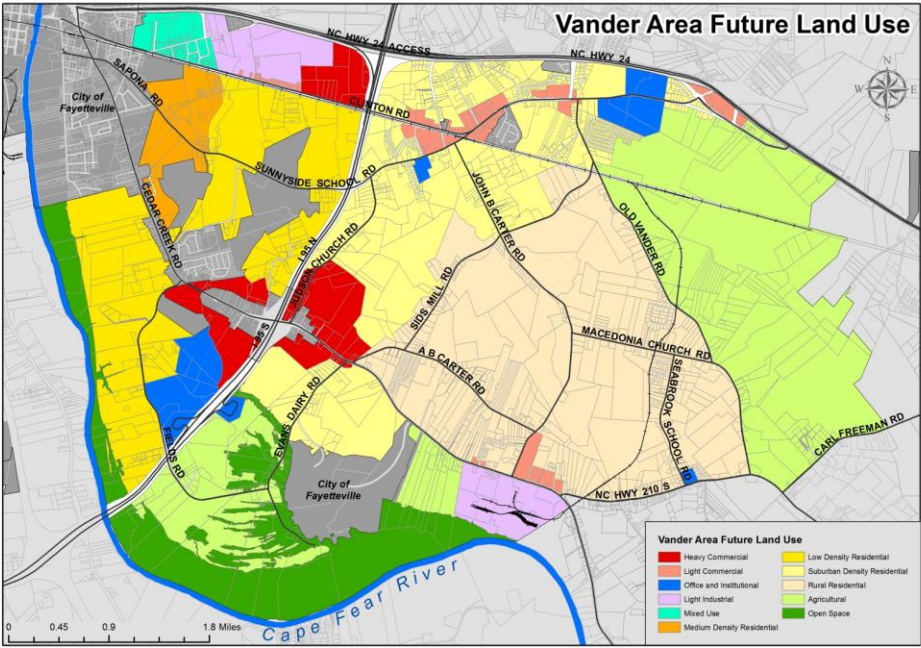 Vander Area Future Land Use
NC HWY 24 ACCESS
NC HWY 24
N
W
E
S
SAPONA RD
City of
Fayetteville
CLINTON RD
SUNNYSIDE SCHOOL RD
CEDAR CREEK RD
JOHN B CARTER RD
OLD VANDER RD
I 95 N
JUDSON CHURCH RD
SIDS MILL RD
I 95 S
MACEDONIA CHURCH RD
A B CARTER RD
SEABROOK SCHOOL RD
EVANS DAIRY RD
CARL FREEMAN RD
FIELDS RD
City of
Fayetteville
NC HWY 210 S
Cape Fear River
Vander Area Future Land Use
Heavy Commercial
Light Commercial
Office and Institutional
Light Industrial
Mixed Use
Medium Density Residential
Low Density Residential
Suburban Density Residential
Rural Residential
Agricultural
Open Space
0 0.45 0.9 1.8 Miles